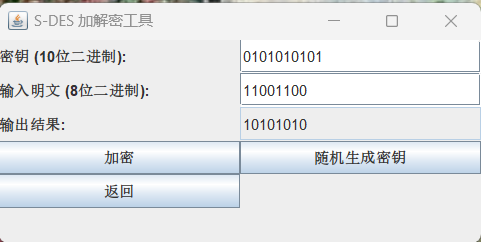 S-DES 加解密工具
密钥 (10位二进制): 0101010101
输入明文 (8位二进制): 11001100
输出结果: 10101010
加密 随机生成密钥
返回